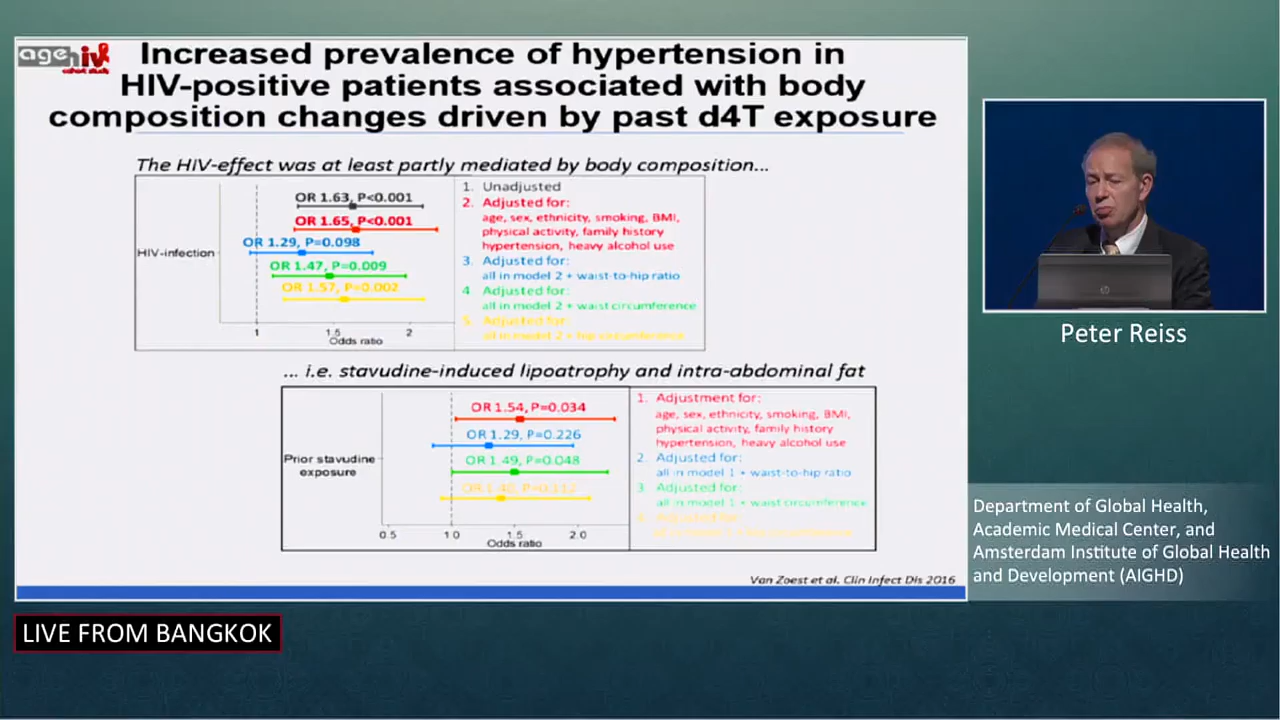 agehiv
cohort study
Increased prevalence of hypertension in
HIV-positive patients associated with body
composition changes driven by past d4T exposure
The HIV-effect was at least partly mediated by body composition...
HIV-infection
OR 1.63, P<0.001
OR 1.65, P<0.001
OR 1.29, P=0.098
OR 1.47, P=0.009
OR 1.57, P=0.002
1
1.5
2
Odds ratio
1. Unadjusted
2. Adjusted for:
age, sex, ethnicity, smoking, BMI,
physical activity, family history
hypertension, heavy alcohol use
3. Adjusted for:
all in model 2 + waist-to-hip ratio
4 Adjusted for:
all in model 2 + waist circumference
5. Adjusted for:
all in model 2 + hip circumference
... i.e. stavudine-induced lipoatrophy and intra-abdominal fat
Prior stavudine
exposure
OR 1.54, P=0.034
OR 1.29, P=0.226
OR 1.49, P=0.048
OR 1.40, P=0.112
0.5
1 0
1.5
2.0
Odds ratio
1. Adjustment for:
age, sex, ethnicity, smoking, BMI,
physical activity, family history
hypertension, heavy alcohol use
2. Adjusted for:
all in model 1 + waist-to-hip ratio
3 Adjusted for:
all in model 1 + waist circumference
Adjusted for:
Van Zoest et al. Clin Infect Dis 2016
Peter Reiss
Department of Global Health,
Academic Medical Center, and
Amsterdam Institute of Global Health
and Development (AIGHD)
LIVE FROM BANGKOK
hp